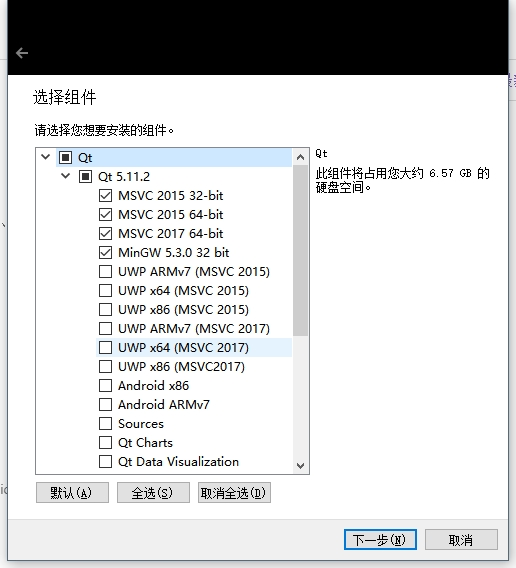 选择组件
请选择您想要安装的组件。
Qt
Qt 5.11.2
MSVC 2015 32-bit
MSVC 2015 64-bit
MSVC 2017 64-bit
MinGW 5.3.0 32 bit
UWP ARMv7 (MSVC 2015)
UWP x64 (MSVC 2015)
UWP x86 (MSVC 2015)
UWP ARMv7 (MSVC 2017)
UWP x64 (MSVC 2017)
UWP x86 (MSVC2017)
Android x86
Android ARMv7
Sources
Qt Charts
Qt Data Visualization
Qt
此组件将占用您大约 6.57 GB 的
硬盘空间。
默认(A)
全选(S)
取消全选(D)
下一步(N)
取消